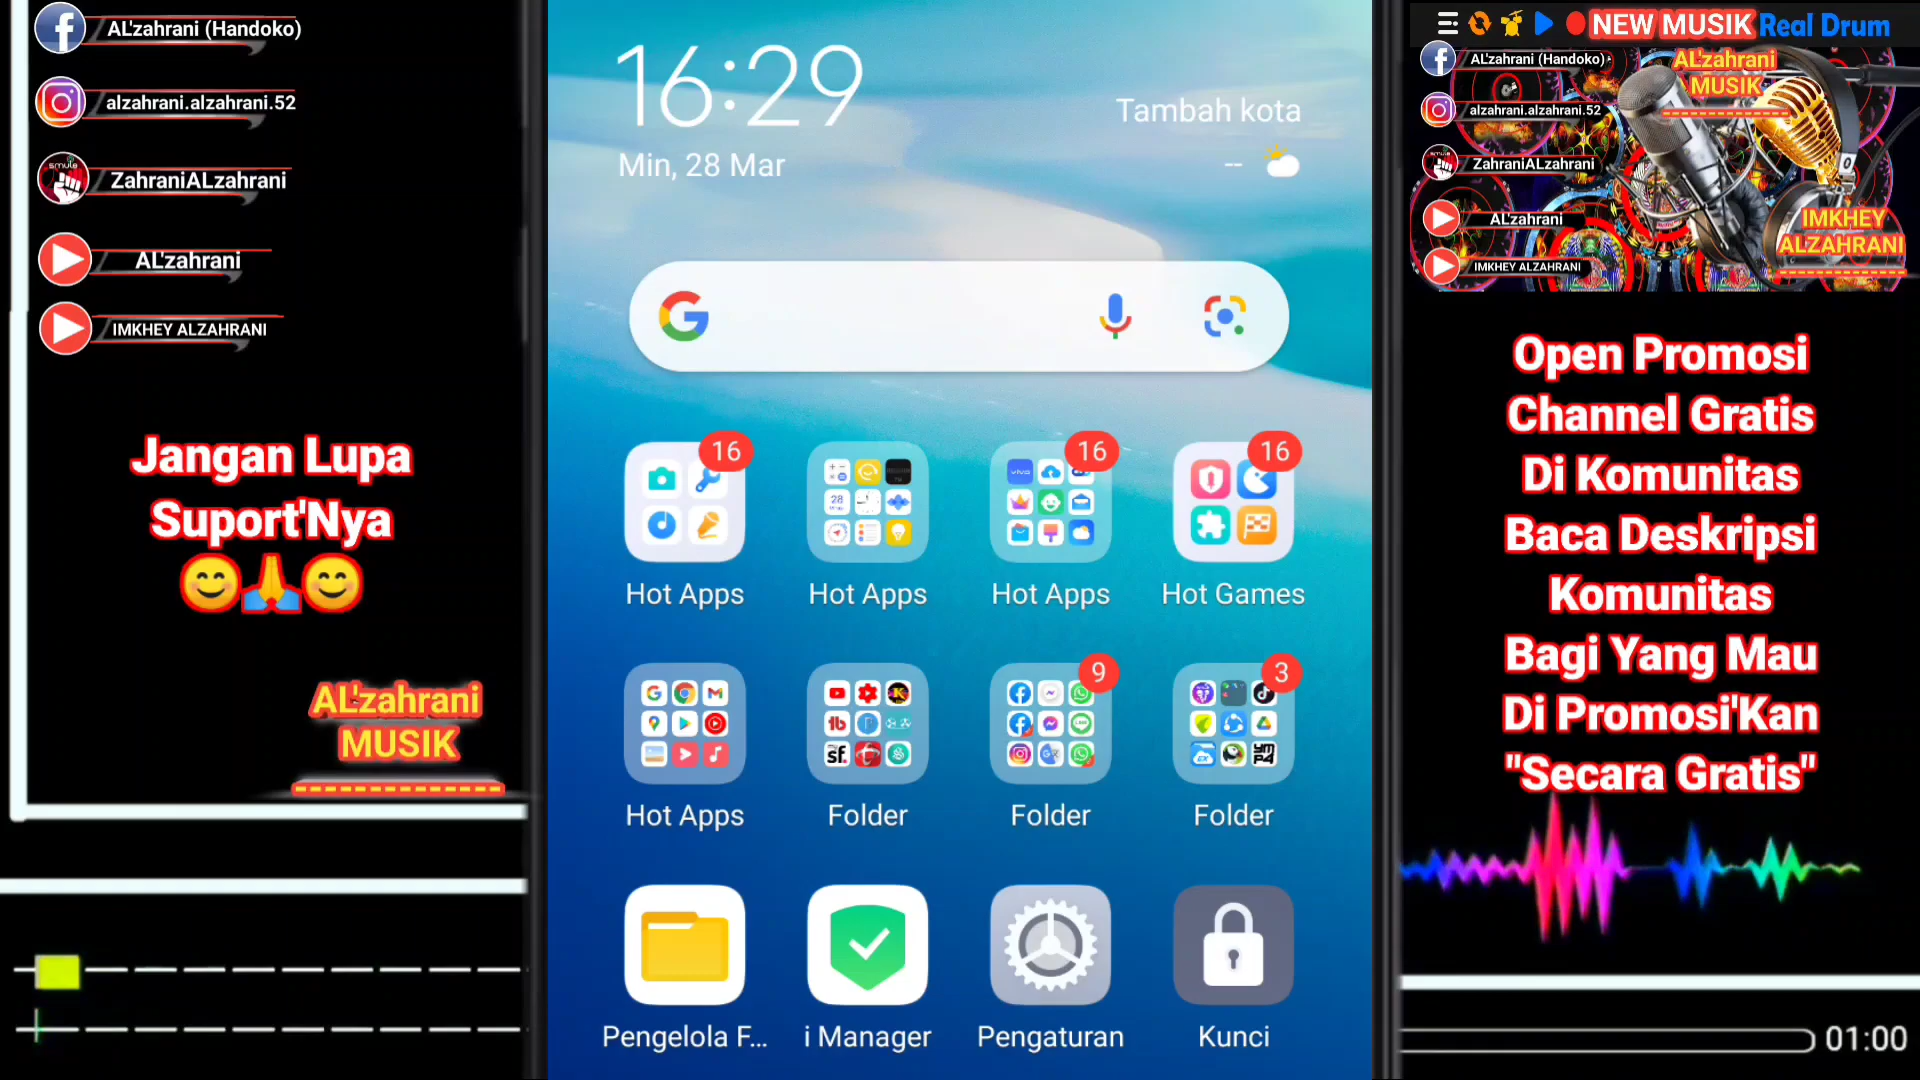 AL'zahrani (Handoko)
alzahrani.alzahrani.52
smule
ZahraniALzahrani
AL'zahrani
IMKHEY ALZAHRANI
Jangan Lupa
Suport'Nya
😊🙏😊
AL'zahrani
MUSIK
16:29
Min, 28 Mar
Tambah kota
--
16
16
16
Hot Apps
Hot Apps
Hot Apps
Hot Games
9
3
Hot Apps
Folder
Folder
Folder
Pengelola F...
i Manager
Pengaturan
Kunci
NEW MUSIK Real Drum
AL'zahrani (Handoko)
AL'zahrani
MUSIK
alzahrani.alzahrani.52
ZahraniALzahrani
AL'zahrani
IMKHEY
ALZAHRANI
IMKHEY ALZAHRANI
Open Promosi
Channel Gratis
Di Komunitas
Baca Deskripsi
Komunitas
Bagi Yang Mau
Di Promosi'Kan
"Secara Gratis"
01:00